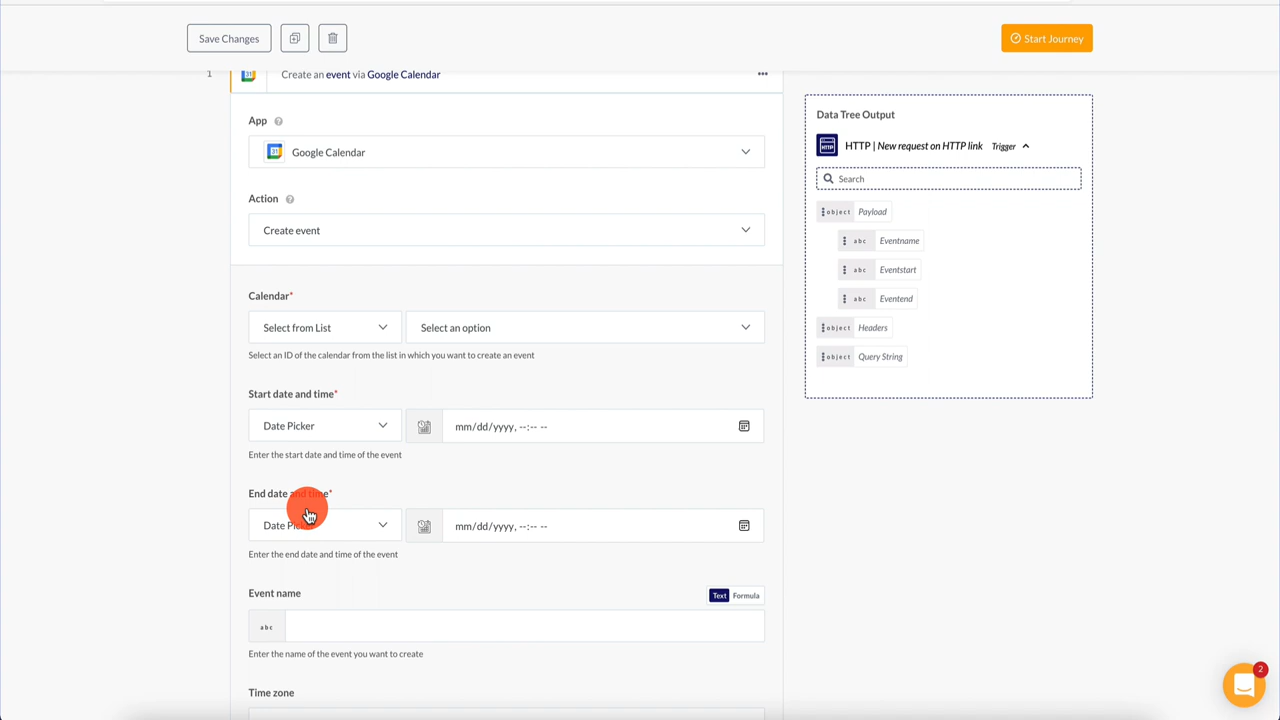 Save Changes
Start Journey
1
31
Create an event via Google Calendar
App
31
Google Calendar
Action
Create event
Calendar*
Select from List
Select an option
Select an ID of the calendar from the list in which you want to create an event
Start date and time*
Date Picker
mm/dd/yyyy, --:-- --
Enter the start date and time of the event
End date and time*
Date Picker
mm/dd/yyyy, --:-- --
Enter the end date and time of the event
Event name
Text Formula
abc
Enter the name of the event you want to create
Time zone
Data Tree Output
HTTP
HTTP | New request on HTTP link Trigger
Search
object Payload
abc Eventname
abc Eventstart
abc Eventend
object Headers
object Query String
2